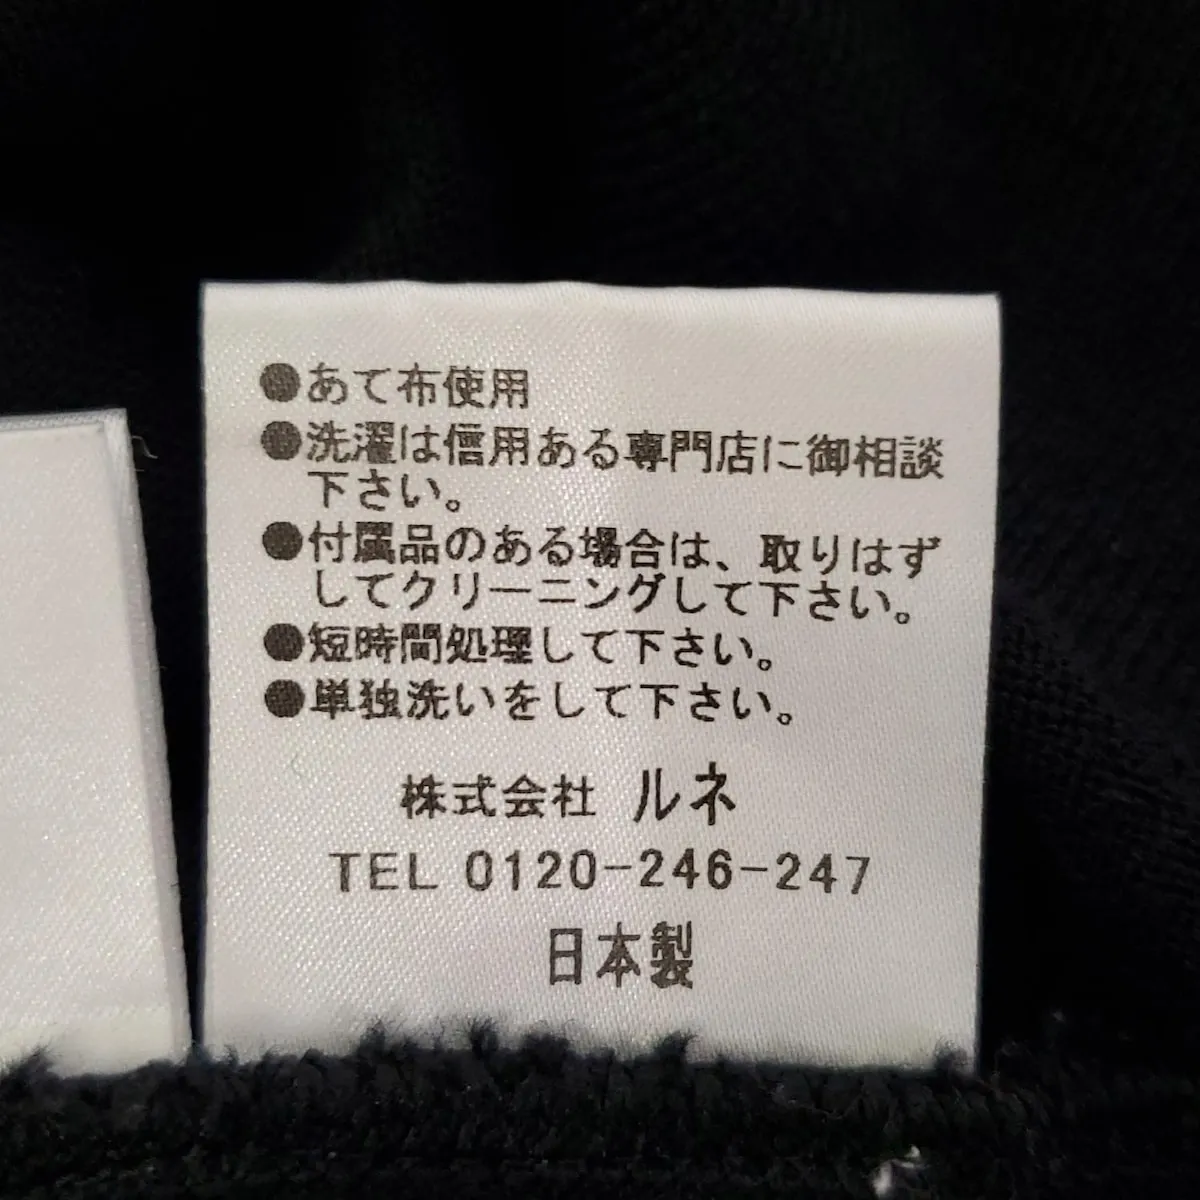 ●あて布使用
●洗濯は信用ある専門店に御相談
下さい。
●付属品のある場合は、取りはず
してクリーニングして下さい。
●短時間処理して下さい。
●単独洗いをして下さい。
株式会社 ルネ
TEL 0120-246-247
日本製